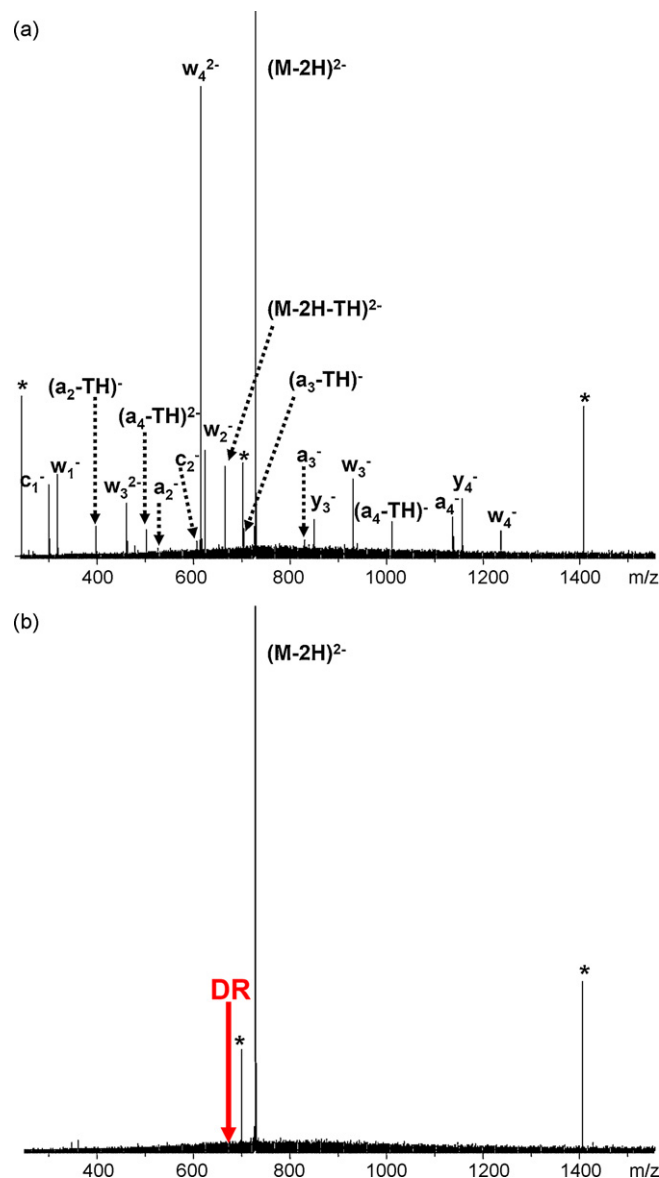 (a)
w₄²⁻
(M-2H)²⁻
(M-2H-TH)²⁻
*
(a₂-TH)⁻
(a₃-TH)⁻
(a₄-TH)²⁻
w₂⁻
*
c₁⁻
w₁⁻
w₃²⁻
a₂⁻
c₂⁻
a₃⁻
y₃⁻
w₃⁻
(a₄-TH)⁻
a₄⁻
y₄⁻
w₄⁻
*
400 600 800 1000 1200 1400 m/z
(b)
(M-2H)²⁻
DR
*
*
400 600 800 1000 1200 1400 m/z